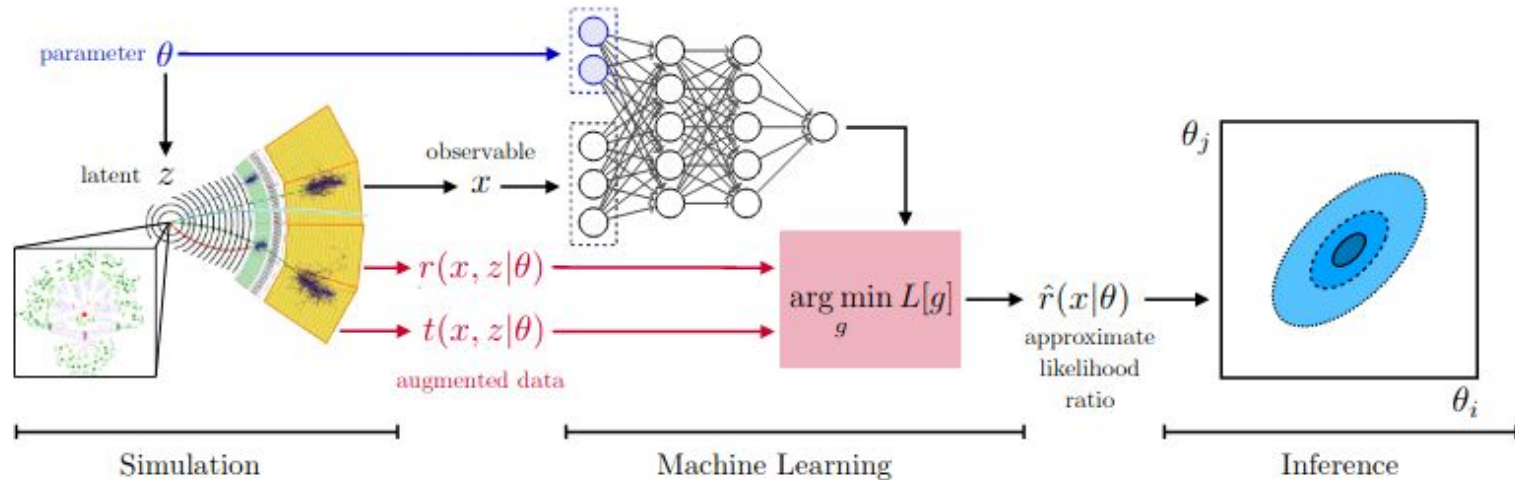 parameter θ
latent z
observable
x
r(x, z|θ)
t(x, z|θ)
augmented data
arg min L[g]
g
r̂(x|θ)
approximate
likelihood
ratio
θⱼ
θᵢ
Simulation
Machine Learning
Inference